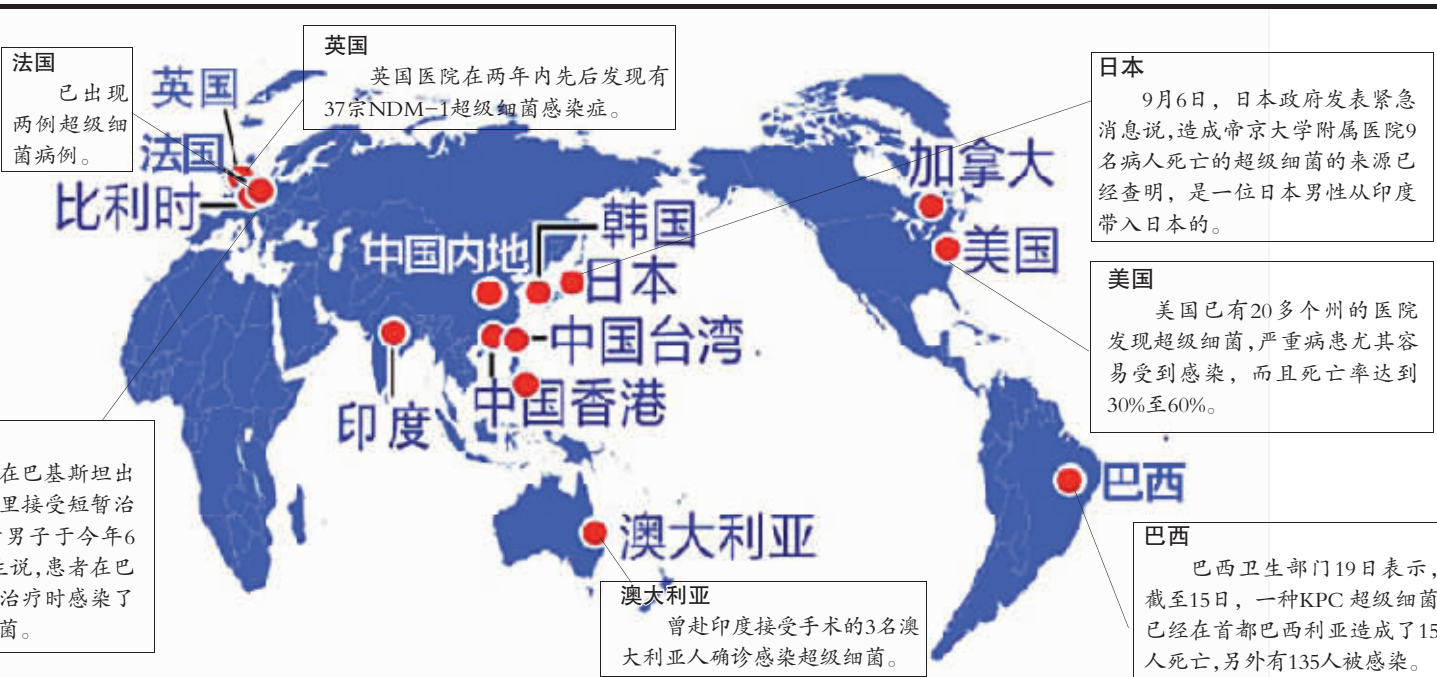 法国
已出现
两例超级细
菌病例。
英国
英国医院在两年内先后发现有
37宗NDM-1超级细菌感染症。
日本
9月6日，日本政府发表紧急
消息说,造成帝京大学附属医院9
名病人死亡的超级细菌的来源已
经查明，是一位日本男性从印度
带入日本的。
美国
美国已有20多个州的医院
发现超级细菌,严重病患尤其容
易受到感染，而且死亡率达到
30%至60%。
英国
法国
比利时
中国内地
韩国
日本
中国台湾
中国香港
印度
加拿大
美国
巴西
澳大利亚
在巴基斯坦出
里接受短暂治
男子于今年6
说,患者在巴
治疗时感染了
菌。
澳大利亚
曾赴印度接受手术的3名澳
大利亚人确诊感染超级细菌。
巴西
巴西卫生部门19日表示，
截至15日，一种KPC 超级细菌
已经在首都巴西利亚造成了15
人死亡,另外有135人被感染。